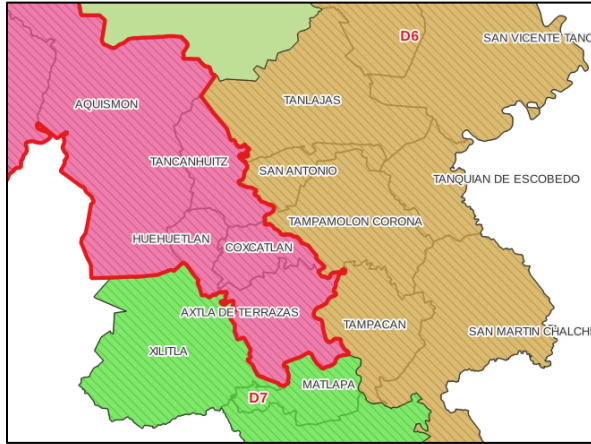 D6
SAN VICENTE TANC
AQUISMON
TANLAJAS
TANCANHUITZ
SAN ANTONIO
TANQUIAN DE ESCOBEDO
TAMPAMOLON CORONA
HUEHUETLAN
COXCATLAN
AXTLA DE TERRAZAS
TAMPACAN
SAN MARTIN CHALCHI
XILITLA
MATLAPA
D7